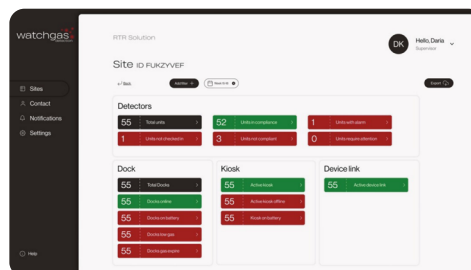 watchgas
RTR Solution
DK
Hello, Daria
Supervisor
Site ID FUKZYVEF
Back
Export
Sites
Contact
Notifications
Settings
Help
Detectors
55 Total units
52 Units in compliance
1 Units with alarm
1 Units not checked in
3 Units not compliant
0 Units require attention
Dock
55 Total Docks
55 Docks online
55 Docks on battery
55 Docks low gas
55 Docks gas expire
Kiosk
55 Active kiosk
55 Active kiosk offline
55 Kiosk on battery
Device link
55 Active device link